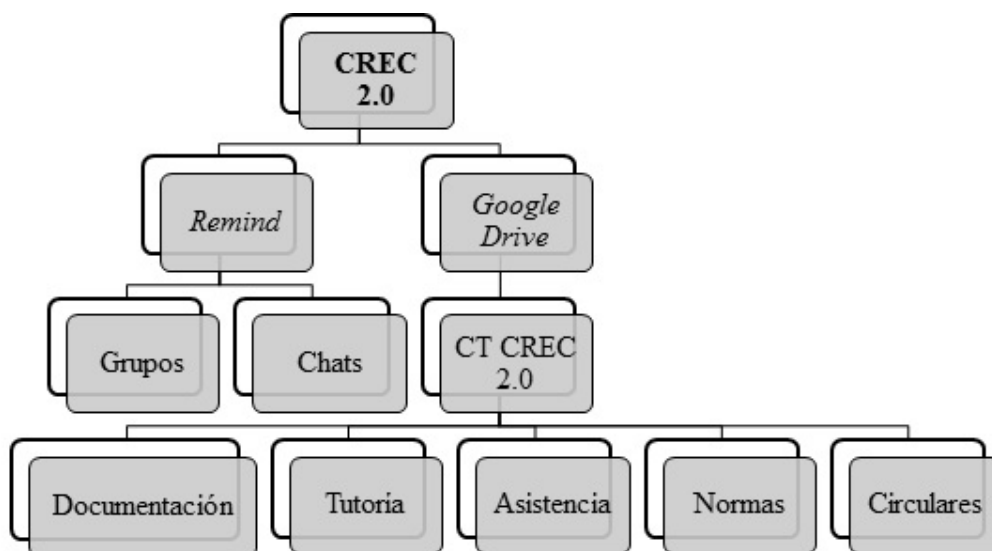 CREC
2.0
Remind
Google
Drive
Grupos
Chats
CT CREC
2.0
Documentación
Tutoría
Asistencia
Normas
Circulares